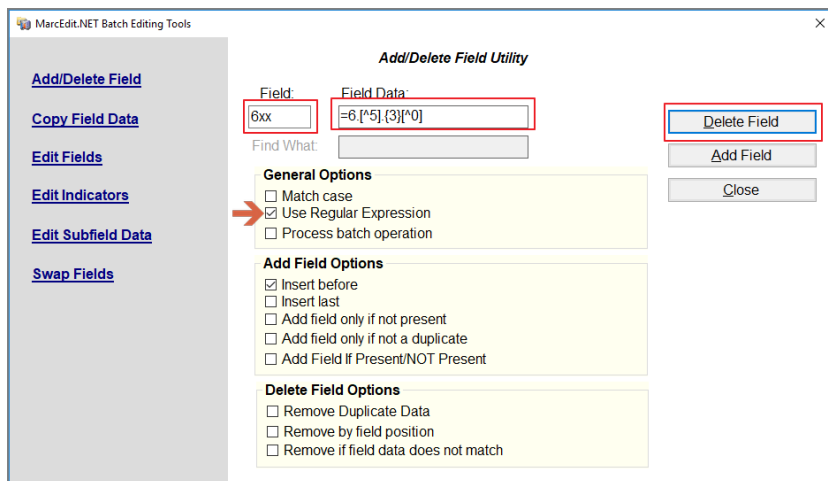 MarcEdit.NET Batch Editing Tools
Add/Delete Field Utility
Add/Delete Field
Copy Field Data
Edit Fields
Edit Indicators
Edit Subfield Data
Swap Fields
Field:
Field Data:
6xx
=6.[^5].{3}[^0]
Find What:
Delete Field
Add Field
Close
General Options
Match case
Use Regular Expression
Process batch operation
Add Field Options
Insert before
Insert last
Add field only if not present
Add field only if not a duplicate
Add Field If Present/NOT Present
Delete Field Options
Remove Duplicate Data
Remove by field position
Remove if field data does not match